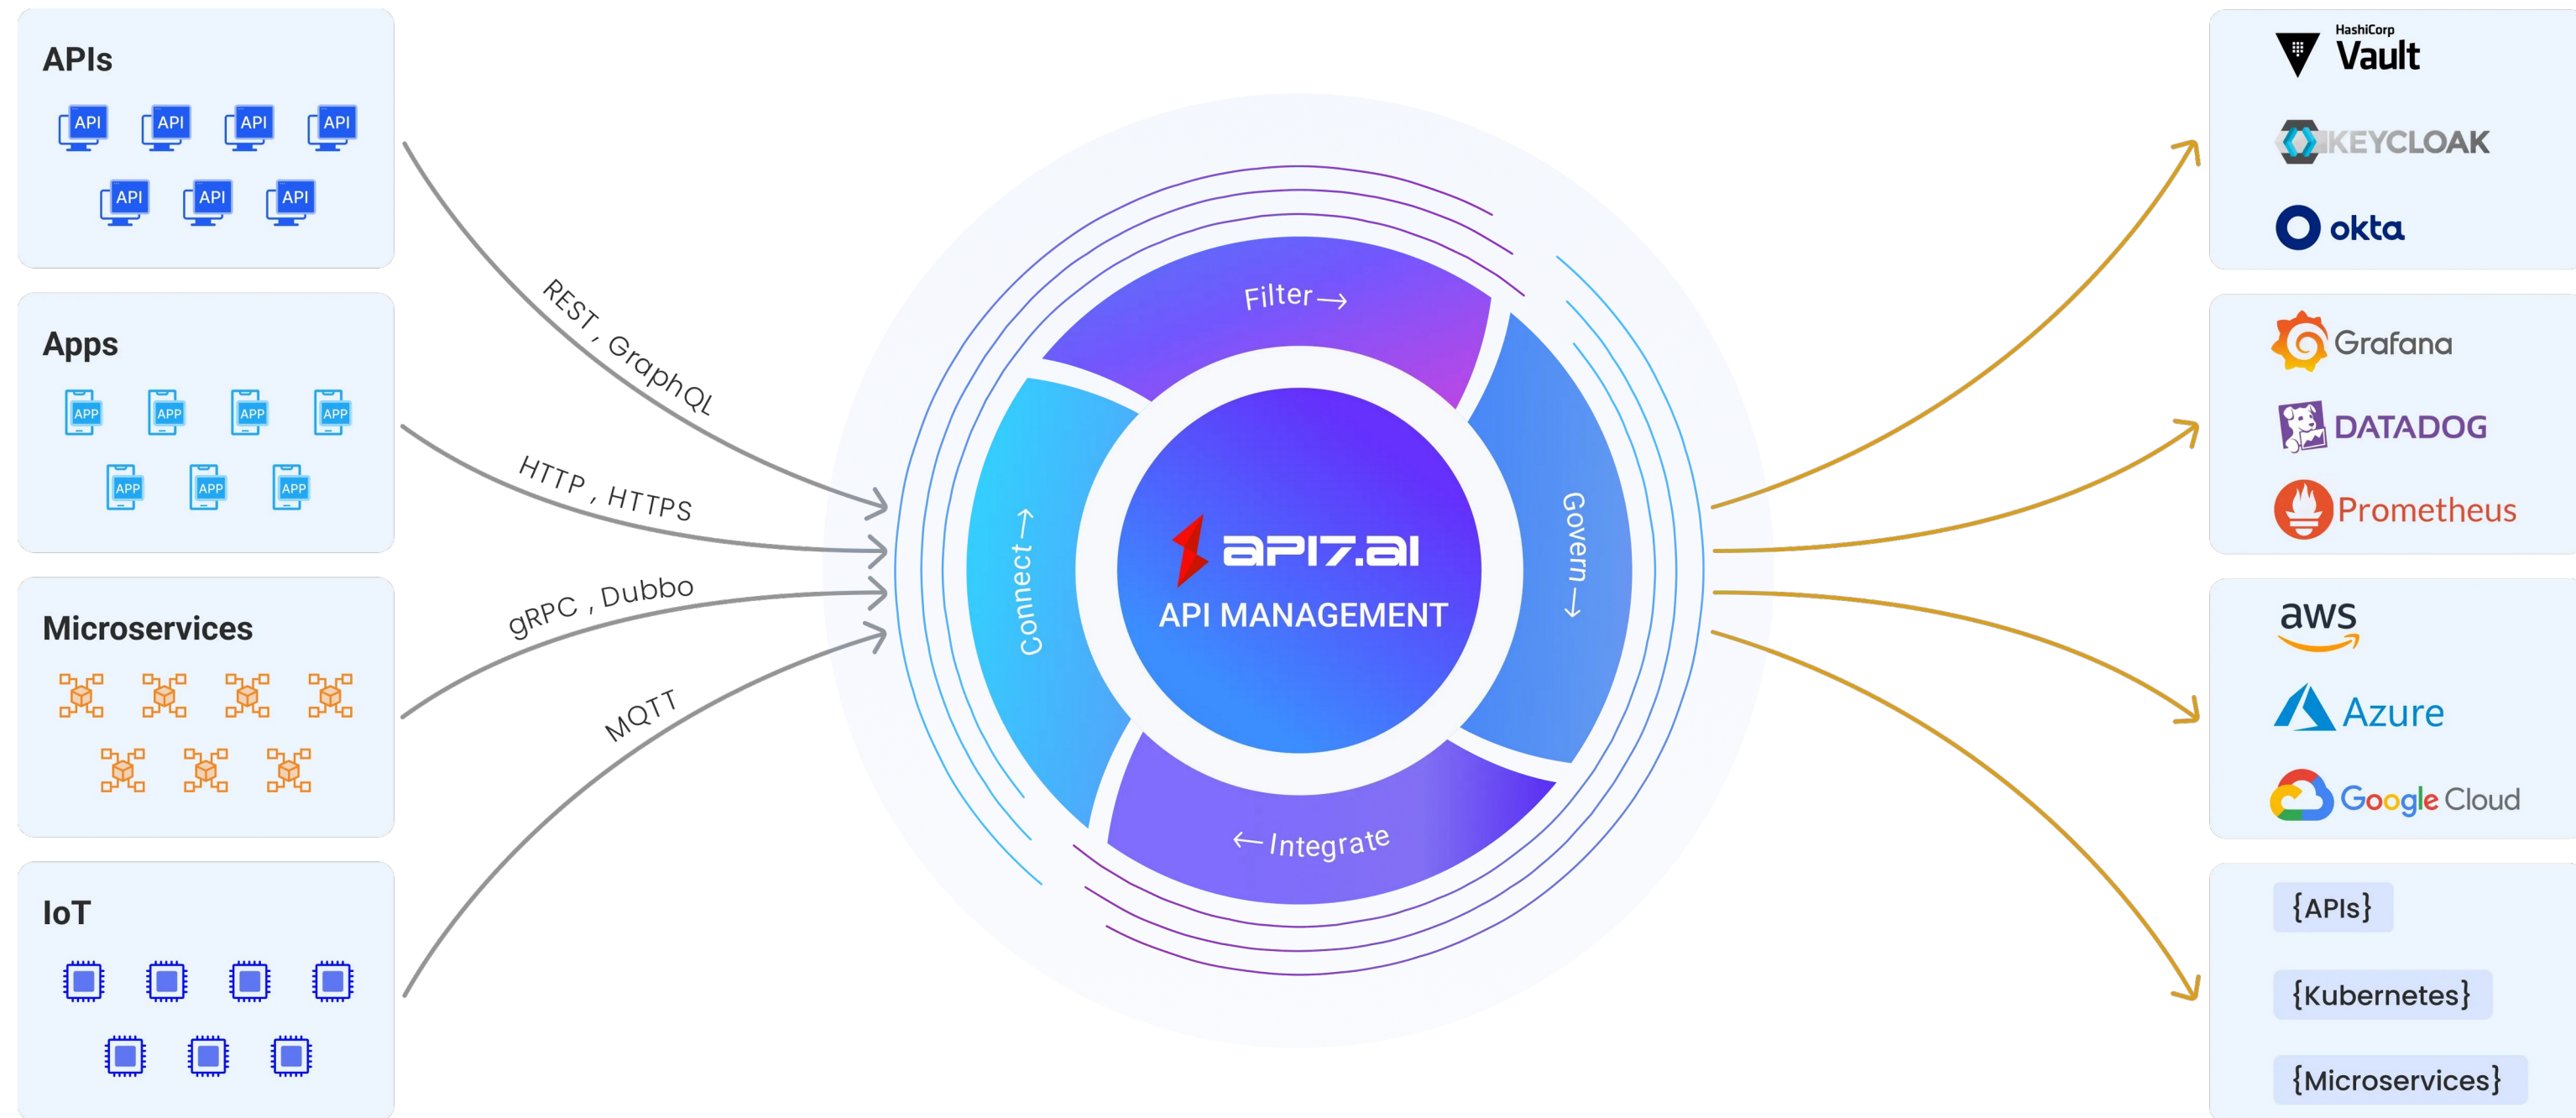 APIs
API API API API
API API API
Apps
APP APP APP APP
APP APP APP
Microservices
IoT
REST , GraphQL
HTTP , HTTPS
gRPC , Dubbo
MQTT
Filter→
Connect→
Govern→
←Integrate
API7.ai
API MANAGEMENT
HashiCorp
Vault
KEYCLOAK
okta
Grafana
DATADOG
Prometheus
aws
Azure
Google Cloud
{APIs}
{Kubernetes}
{Microservices}